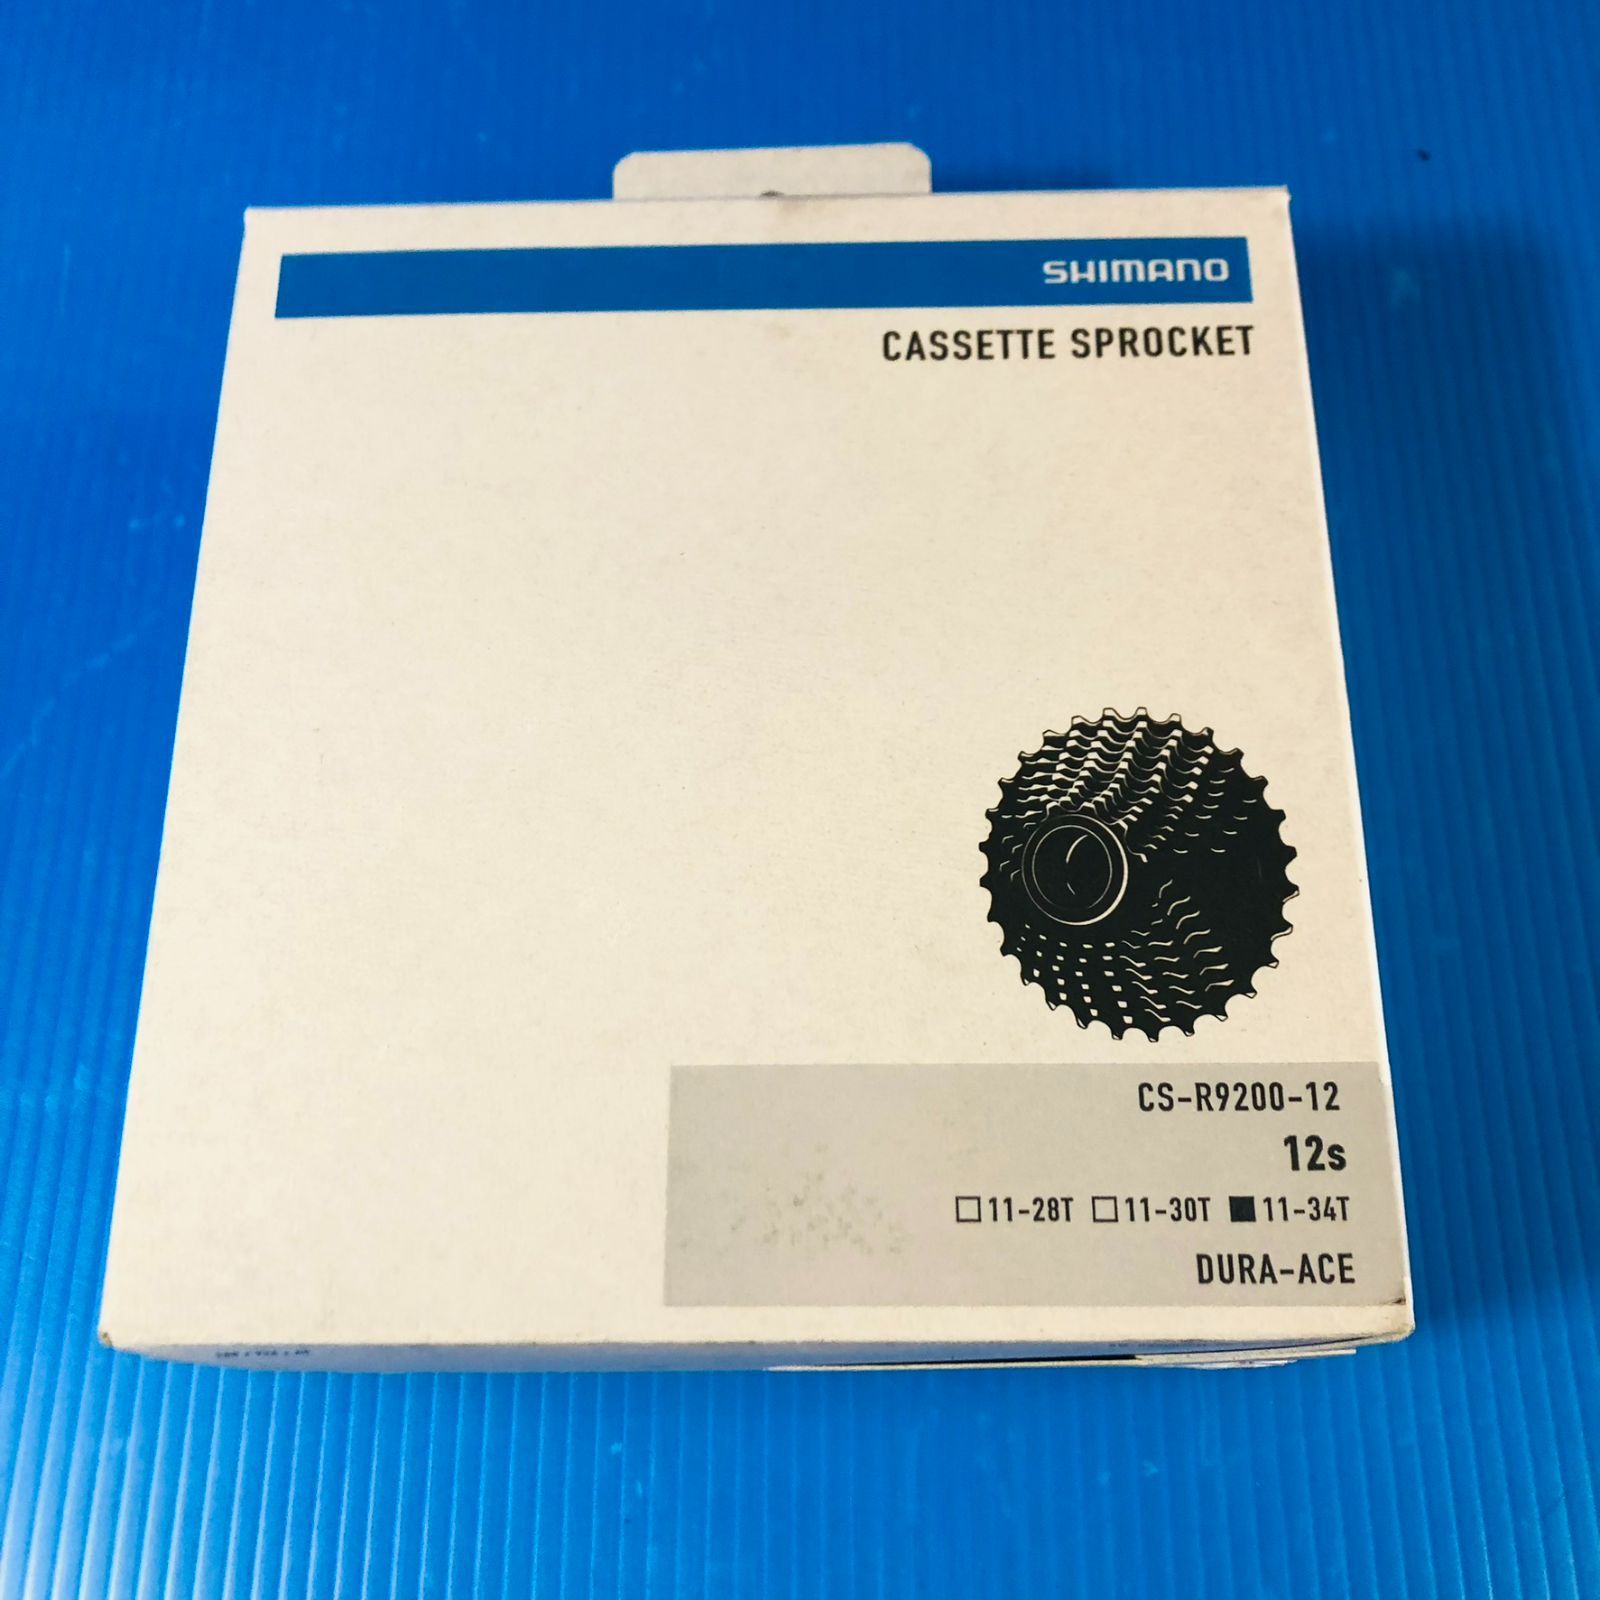 SHIMANO
CASSETTE SPROCKET
CS-R9200-12
12s
□11-28T □11-30T ■11-34T
DURA-ACE